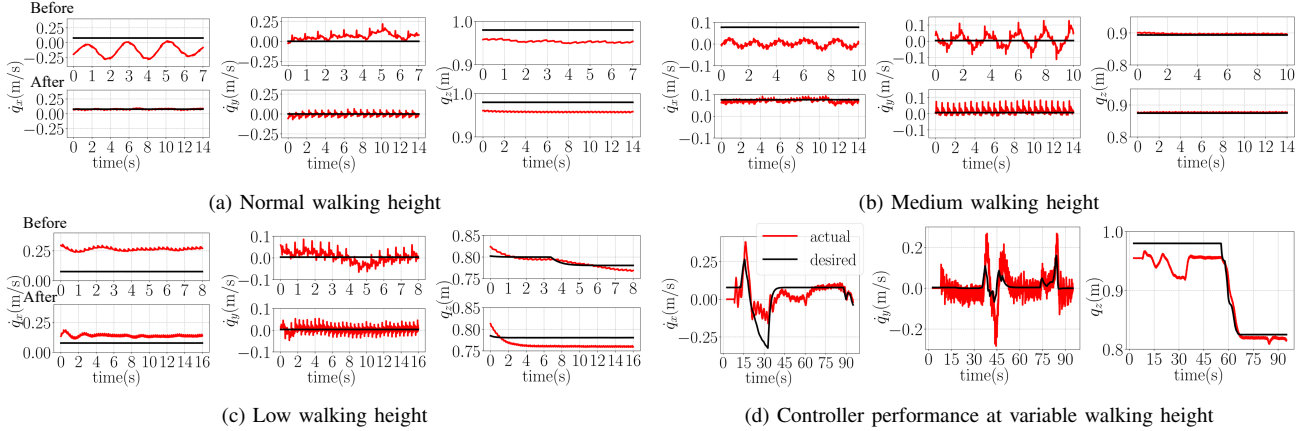 Before
0.25
0.00
−0.25
0 1 2 3 4 5 6 7
After
0.25
0.00
−0.25
0 2 4 6 8 10 12 14
q̇x(m/s)
time(s)
0.25
0.00
−0.25
0 1 2 3 4 5 6 7
0.25
0.00
−0.25
0 2 4 6 8 10 12 14
q̇y(m/s)
time(s)
1.0
0.9
0 1 2 3 4 5 6 7
1.0
0.9
0 2 4 6 8 10 12 14
qz(m)
time(s)
(a) Normal walking height
0.1
0.0
−0.1
0 2 4 6 8 10
0.1
0.0
−0.1
0 2 4 6 8 10 12 14
q̇x(m/s)
time(s)
0.1
0.0
−0.1
0 2 4 6 8 10
0.1
0.0
−0.1
0 2 4 6 8 10 12 14
q̇y(m/s)
time(s)
0.9
0.8
0 2 4 6 8 10
0.9
0.8
0 2 4 6 8 10 12 14
qz(m)
time(s)
(b) Medium walking height
Before
0.25
0.00
0 1 2 3 4 5 6 7 8
After
0.25
0.00
0 2 4 6 8 10 12 14 16
q̇x(m/s)
time(s)
0.1
0.0
−0.1
0 1 2 3 4 5 6 7 8
0.1
0.0
−0.1
0 2 4 6 8 10 12 14 16
q̇y(m/s)
time(s)
0.85
0.80
0.75
0 1 2 3 4 5 6 7 8
0.80
0.75
0 2 4 6 8 10 12 14 16
qz(m)
time(s)
(c) Low walking height
actual
desired
0.25
0.00
−0.25
0 15 30 45 60 75 90
q̇x(m/s)
time(s)
0.2
0.0
−0.2
0 15 30 45 60 75 90
q̇y(m/s)
time(s)
1.0
0.9
0.8
0 15 30 45 60 75 90
qz(m)
time(s)
(d) Controller performance at variable walking height